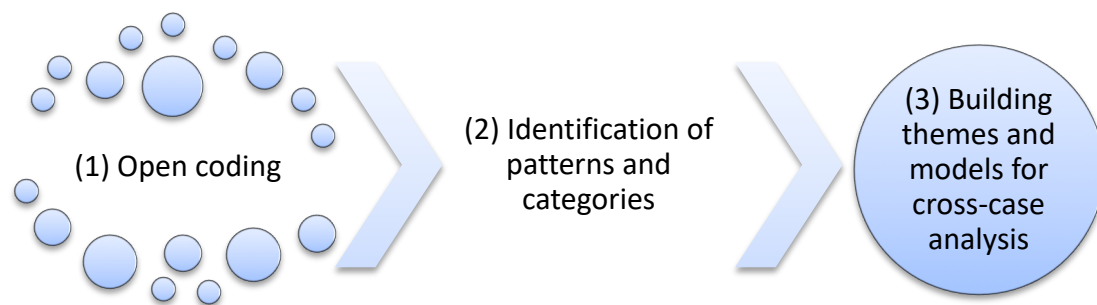 (1) Open coding
(2) Identification of
patterns and
categories
(3) Building
themes and
models for
cross-case
analysis